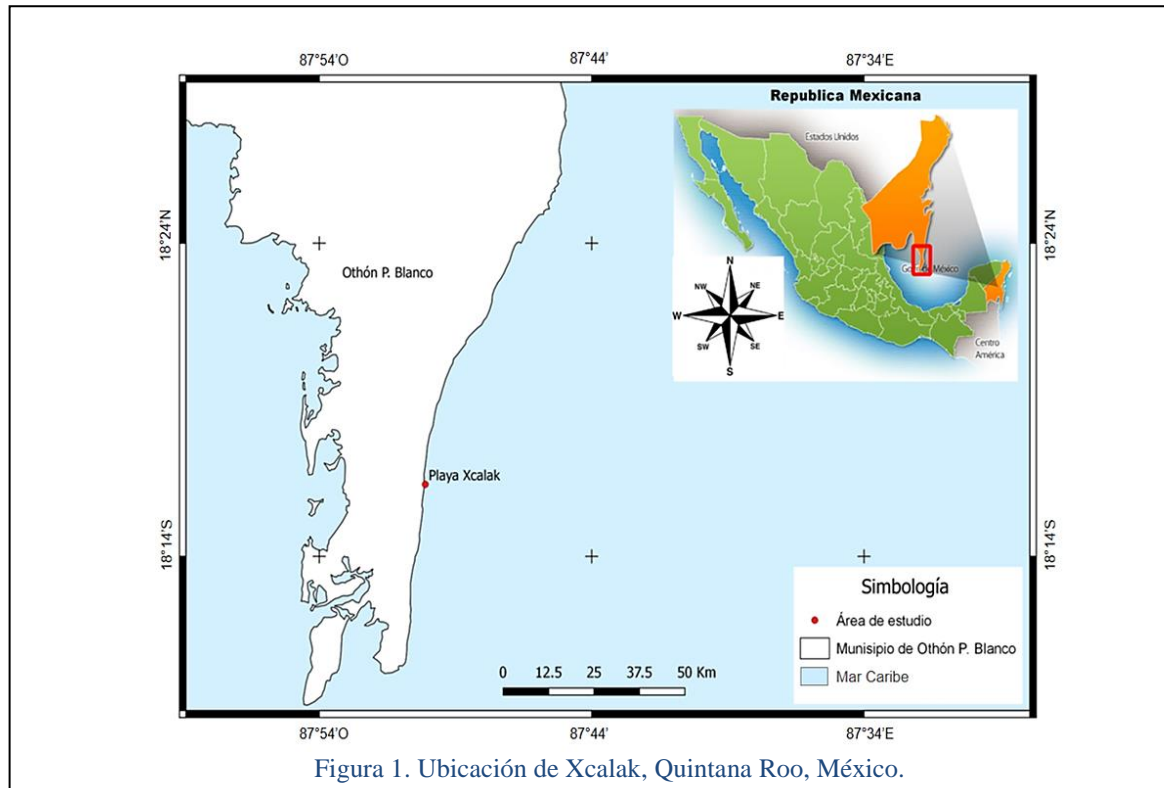 87°54'O
87°44'
87°34'E
Republica Mexicana
Estados Unidos
18°24'N
18°24'N
Othón P. Blanco
Golfo de México
N
NW
NE
W
E
SW
SE
S
Centro
América
Playa Xcalak
18°14'S
18°14'S
Simbología
Área de estudio
Munisipio de Othón P. Blanco
Mar Caribe
0 12.5 25 37.5 50 Km
87°54'O
87°44'
87°34'E
Figura 1. Ubicación de Xcalak, Quintana Roo, México.